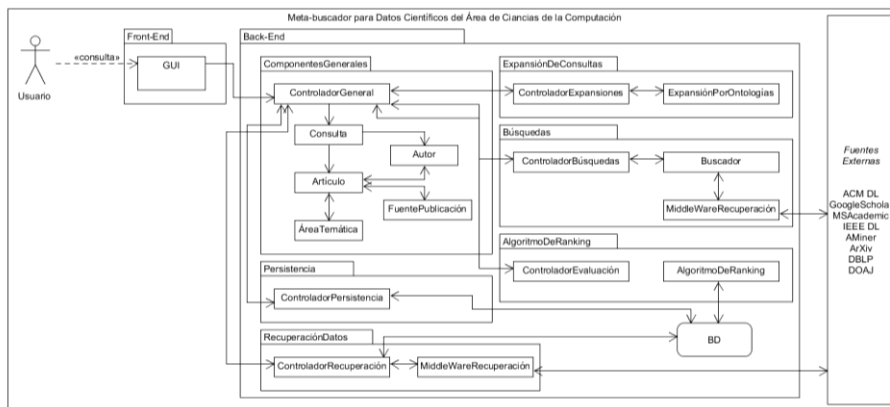 Meta-buscador para Datos Científicos del Área de Ciancias de la Computación
Usuario
«consulta»
Front-End
GUI
Back-End
ComponentesGenerales
ControladorGeneral
Consulta
Autor
Artículo
FuentePublicación
ÁreaTemática
Persistencia
ControladorPersistencia
RecuperaciónDatos
ControladorRecuperación
MiddleWareRecuperación
ExpansiónDeConsultas
ControladorExpansiones
ExpansiónPorOntologías
Búsquedas
ControladorBúsquedas
Buscador
MiddleWareRecuperación
AlgoritmoDeRanking
ControladorEvaluación
AlgoritmoDeRanking
BD
Fuentes
Externas
ACM DL
GoogleSchola
MSAcademic
IEEE DL
AMiner
ArXiv
DBLP
DOAJ